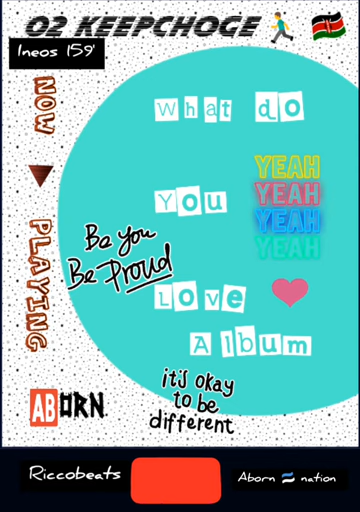 02 KEEPCHOGE
Ineos 159'
NOW
PLAYING
What do
You
YEAH
YEAH
YEAH
YEAH
Be you
Be Proud
Love
Album
it's okay
to be
different
ABORN
Riccobeats
Aborn nation